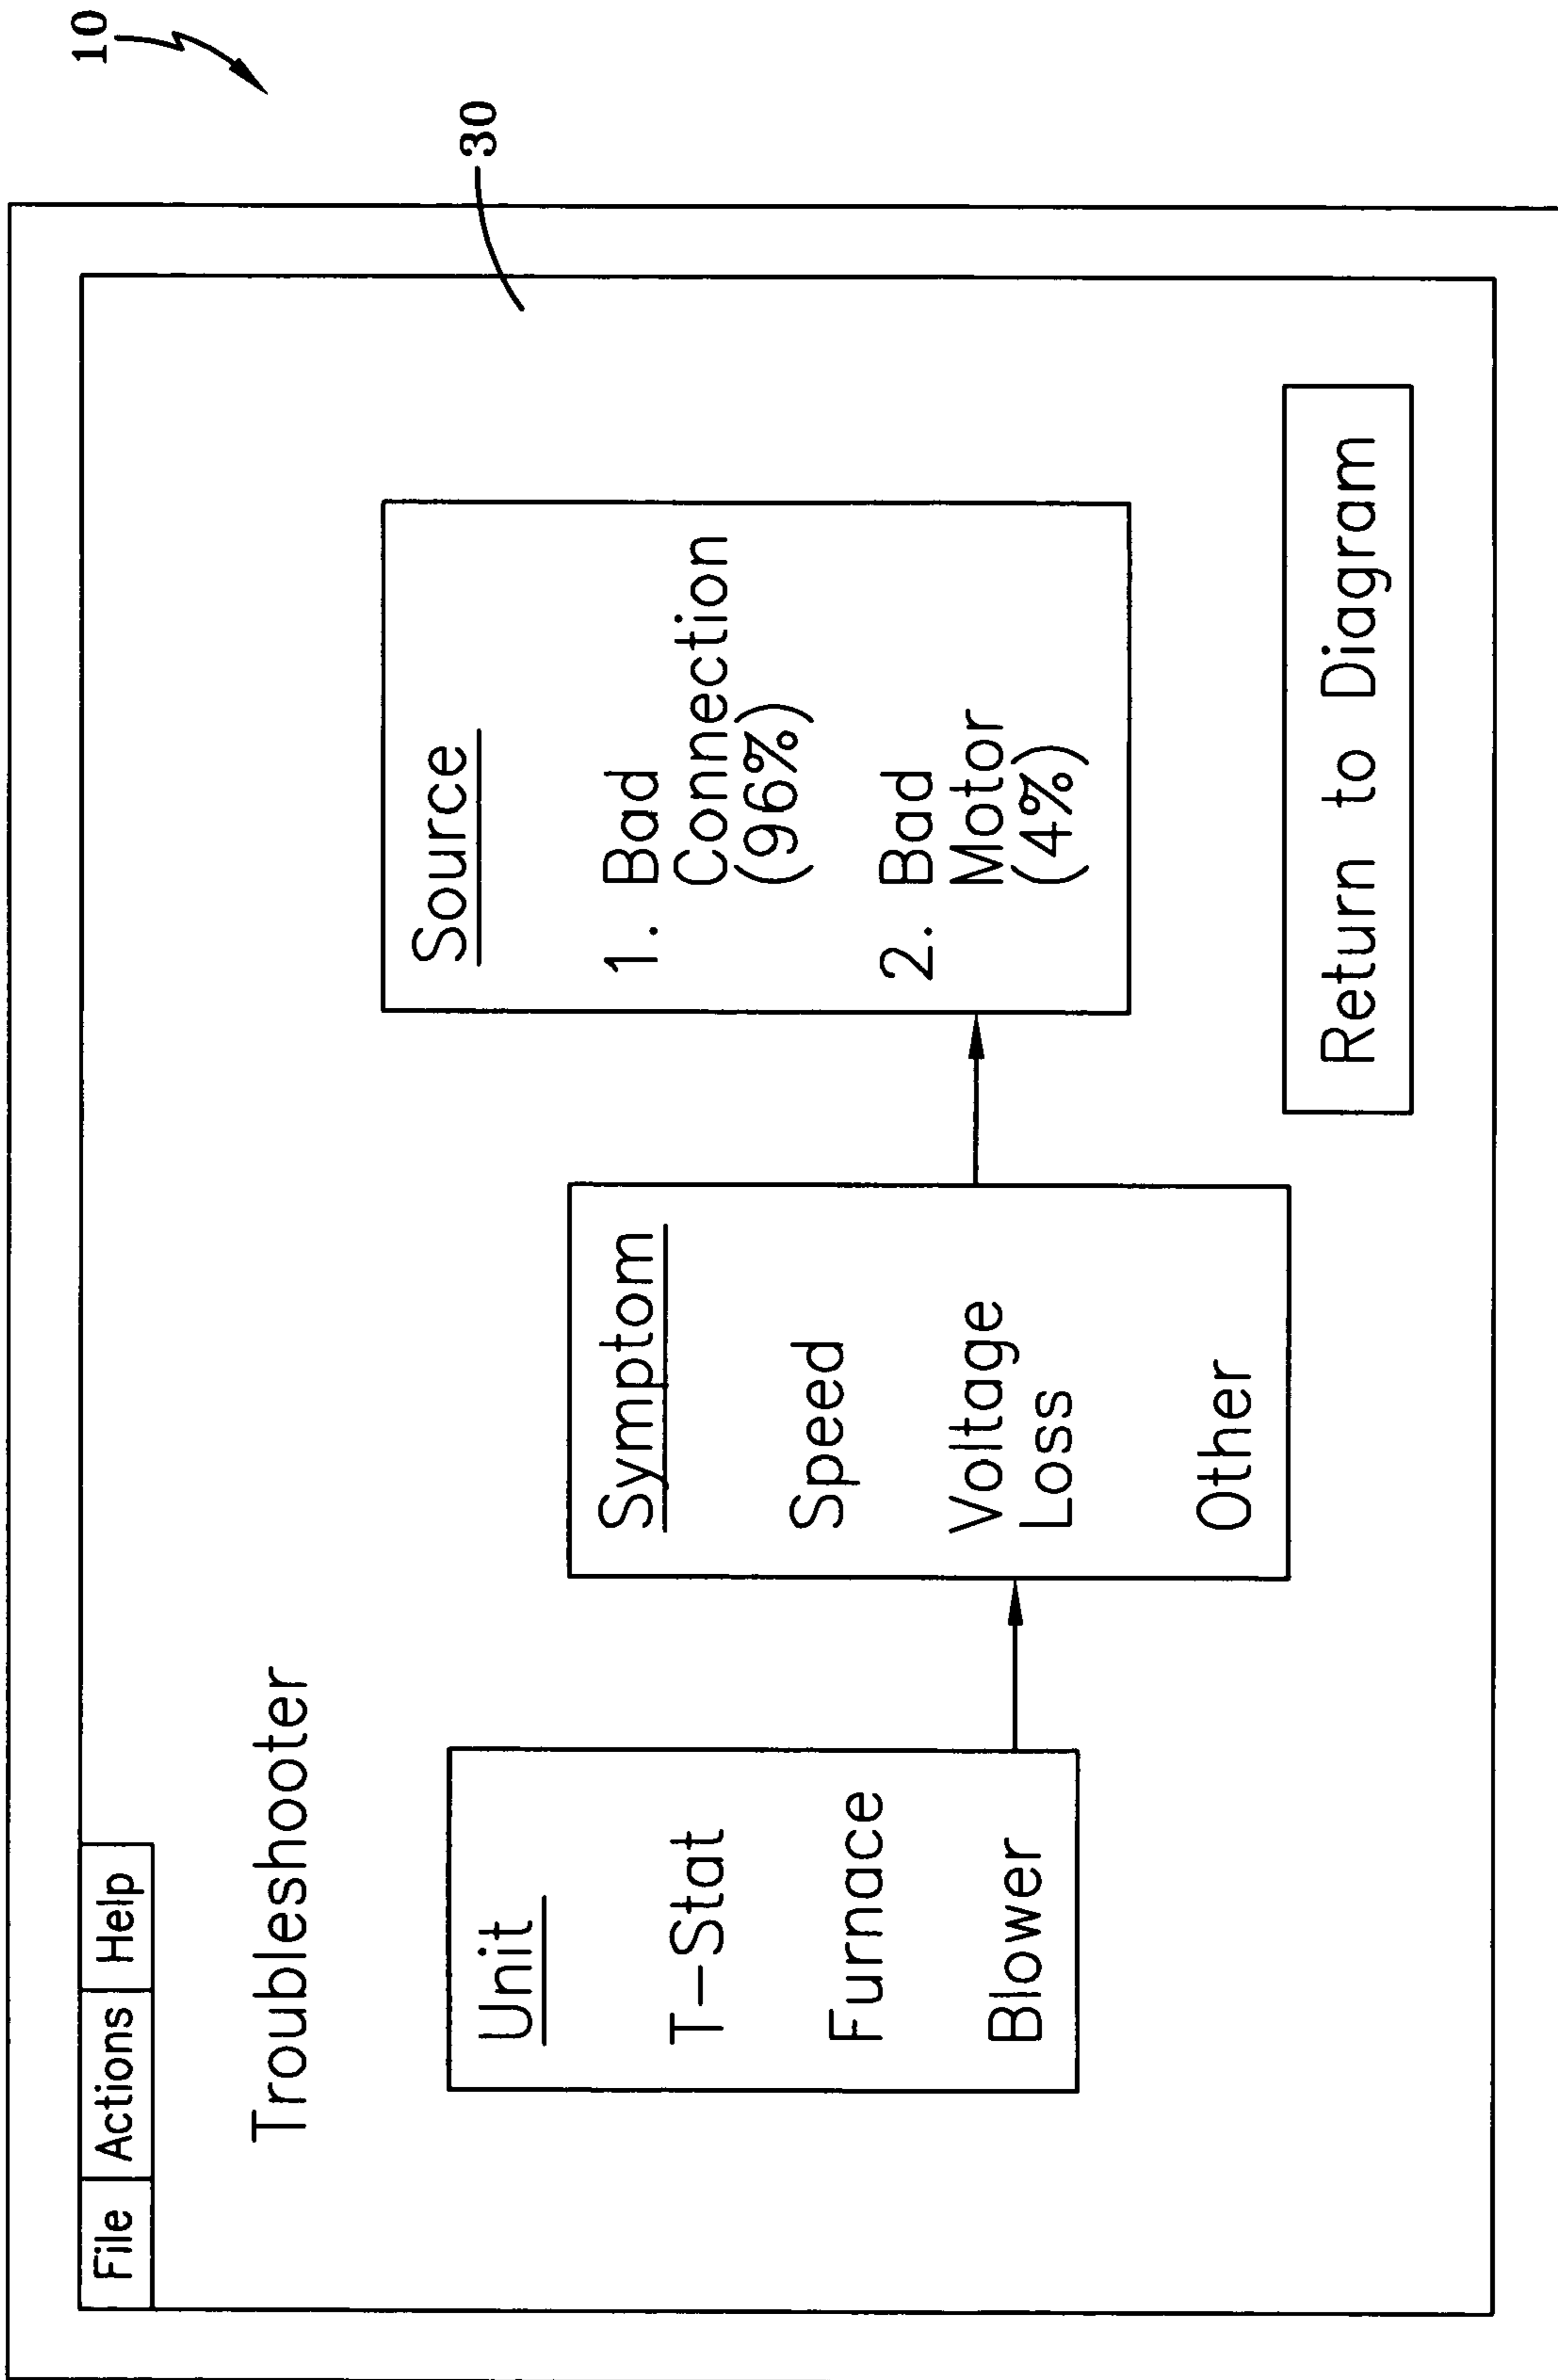 10
30
File Actions Help
Troubleshooter
Unit
T-Stat
Furnace
Blower
Symptom
Speed
Voltage
Loss
Other
Source
1. Bad
Connection
(96%)
2. Bad
Motor
(4%)
Return to Diagram